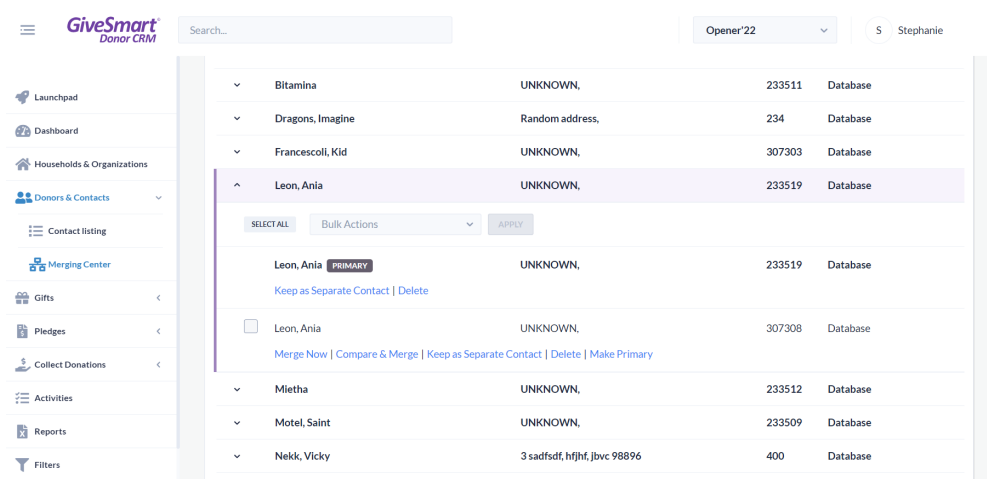 GiveSmart
Donor CRM
Search...
Opener'22
S Stephanie
Launchpad
Dashboard
Households & Organizations
Donors & Contacts
Contact listing
Merging Center
Gifts
Pledges
Collect Donations
Activities
Reports
Filters
Bitamina UNKNOWN, 233511 Database
Dragons, Imagine Random address, 234 Database
Francescoli, Kid UNKNOWN, 307303 Database
Leon, Ania UNKNOWN, 233519 Database
SELECT ALL Bulk Actions APPLY
Leon, Ania PRIMARY UNKNOWN, 233519 Database
Keep as Separate Contact | Delete
Leon, Ania UNKNOWN, 307308 Database
Merge Now | Compare & Merge | Keep as Separate Contact | Delete | Make Primary
Mietha UNKNOWN, 233512 Database
Motel, Saint UNKNOWN, 233509 Database
Nekk, Vicky 3 sadfsdf, hfjhf, jbvc 98896 400 Database